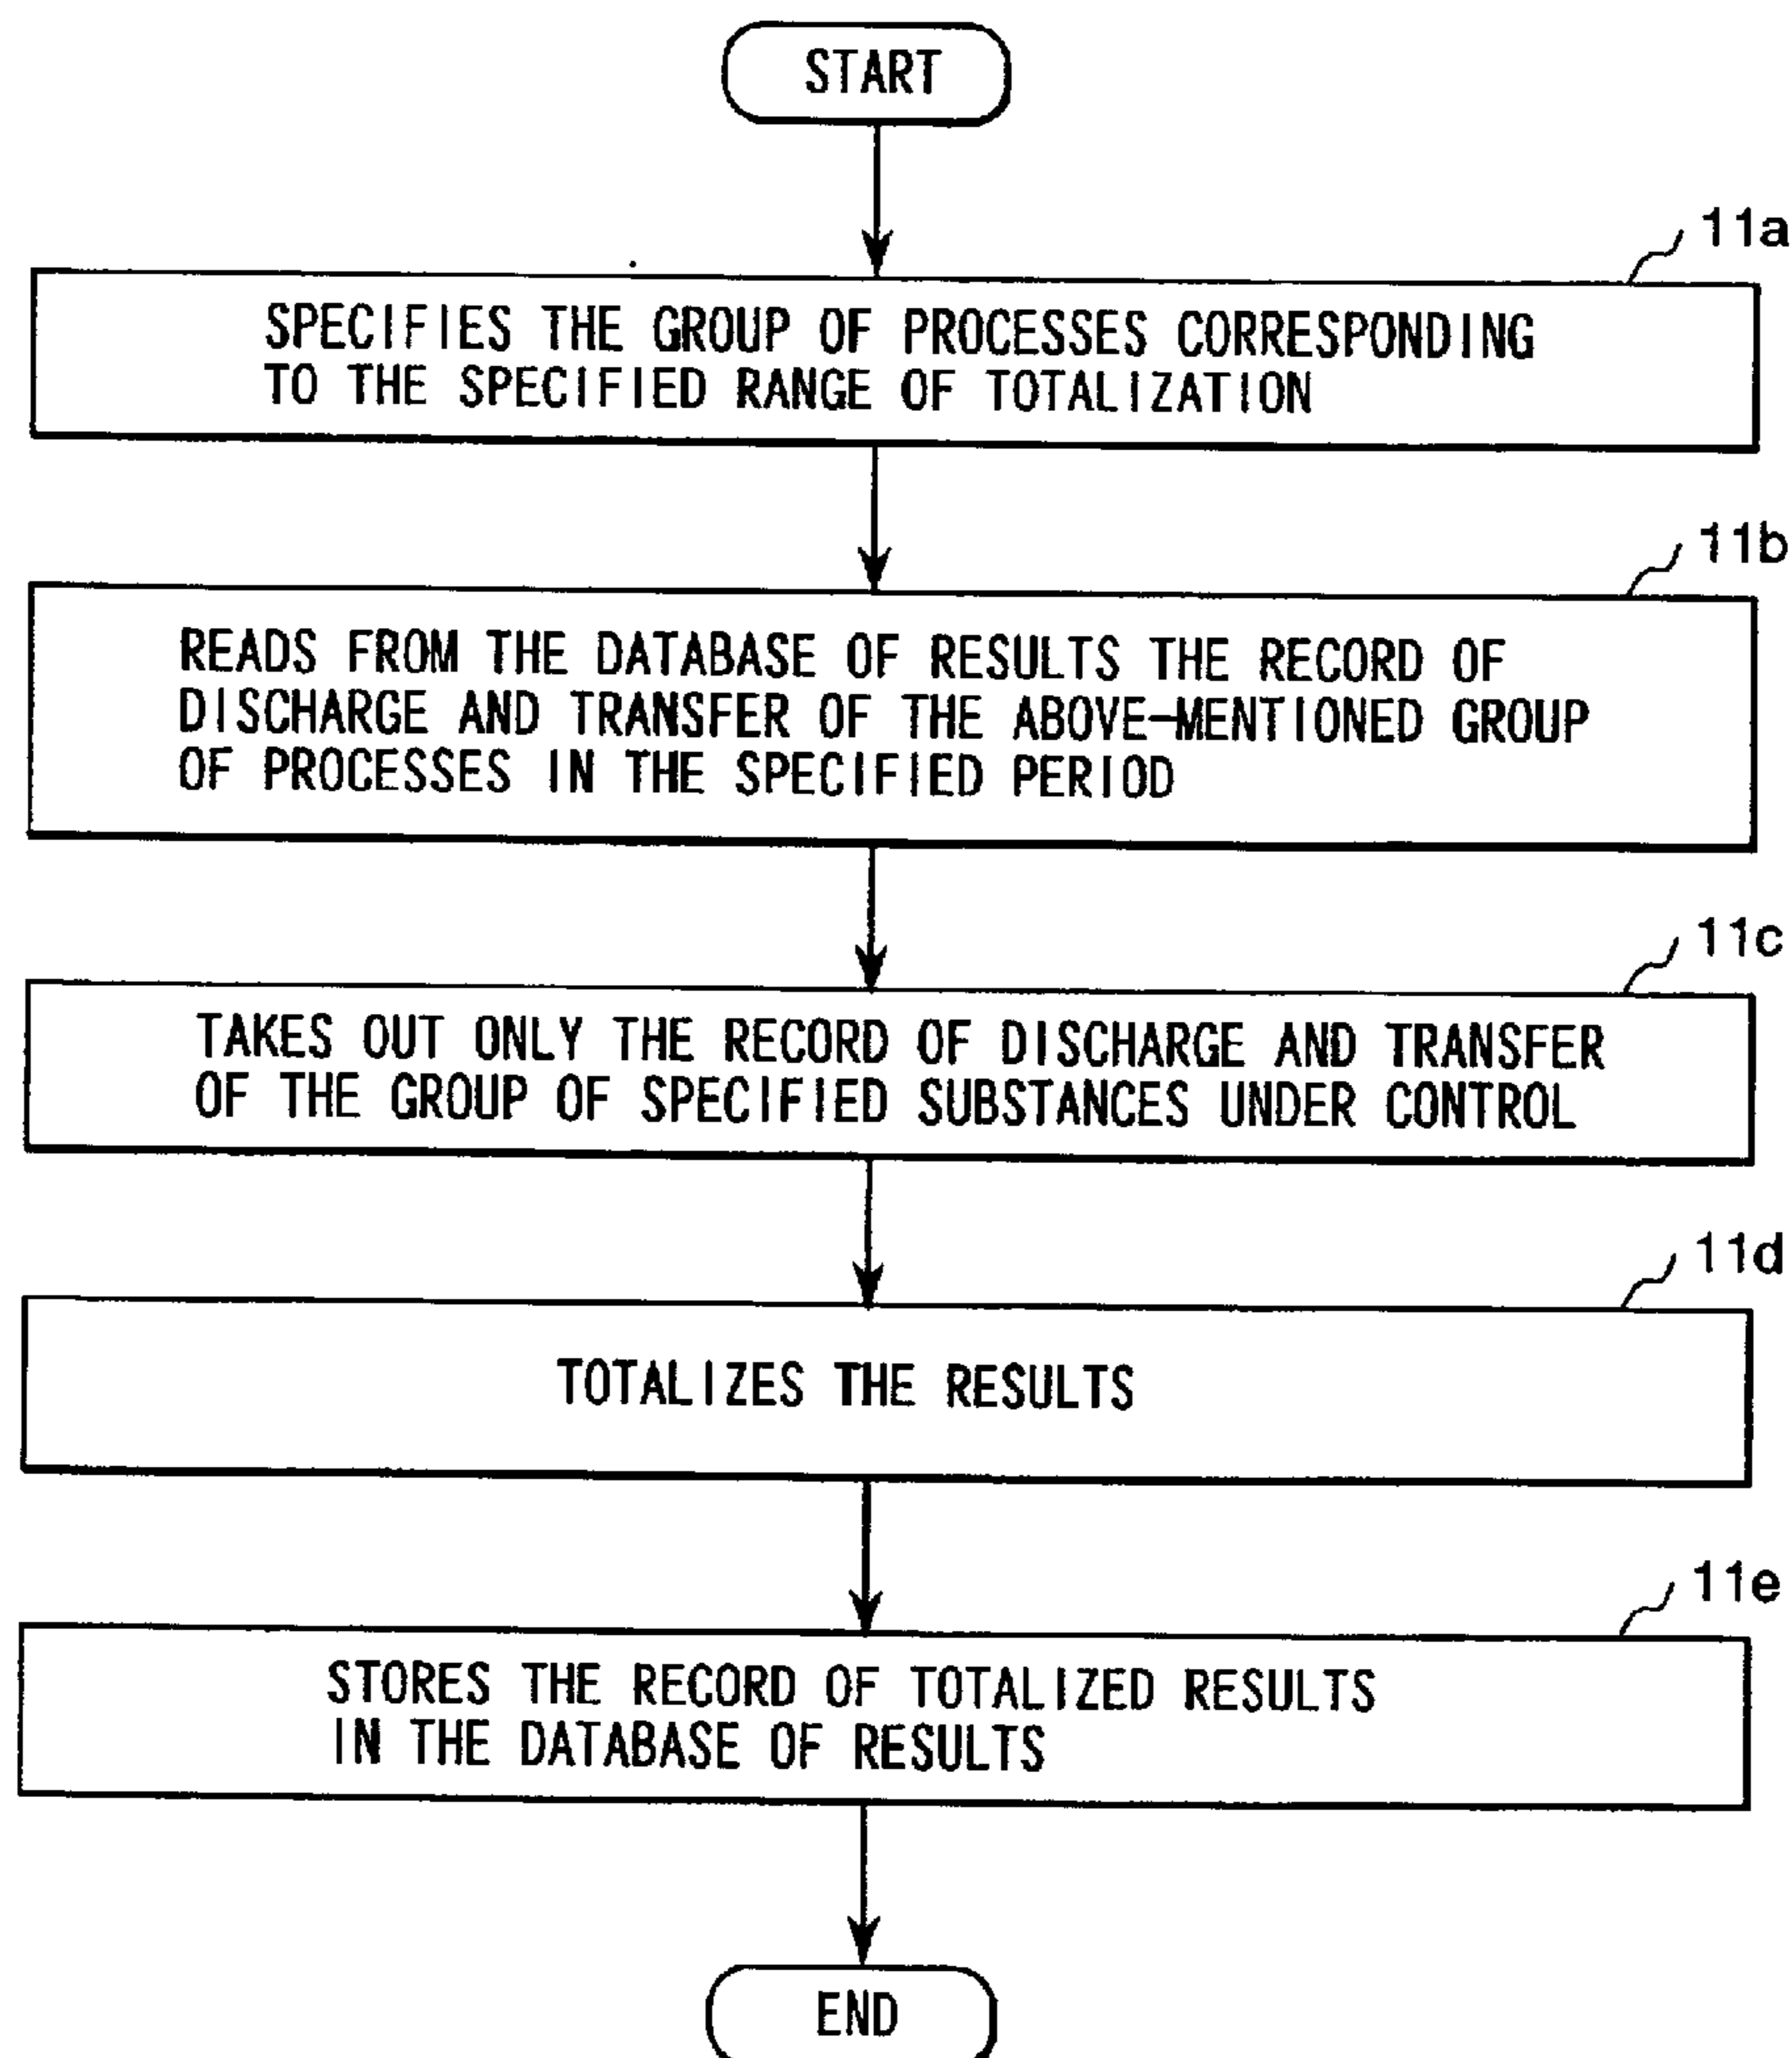 START
11a
SPECIFIES THE GROUP OF PROCESSES CORRESPONDING
TO THE SPECIFIED RANGE OF TOTALIZATION
11b
READS FROM THE DATABASE OF RESULTS THE RECORD OF
DISCHARGE AND TRANSFER OF THE ABOVE-MENTIONED GROUP
OF PROCESSES IN THE SPECIFIED PERIOD
11c
TAKES OUT ONLY THE RECORD OF DISCHARGE AND TRANSFER
OF THE GROUP OF SPECIFIED SUBSTANCES UNDER CONTROL
11d
TOTALIZES THE RESULTS
11e
STORES THE RECORD OF TOTALIZED RESULTS
IN THE DATABASE OF RESULTS
END